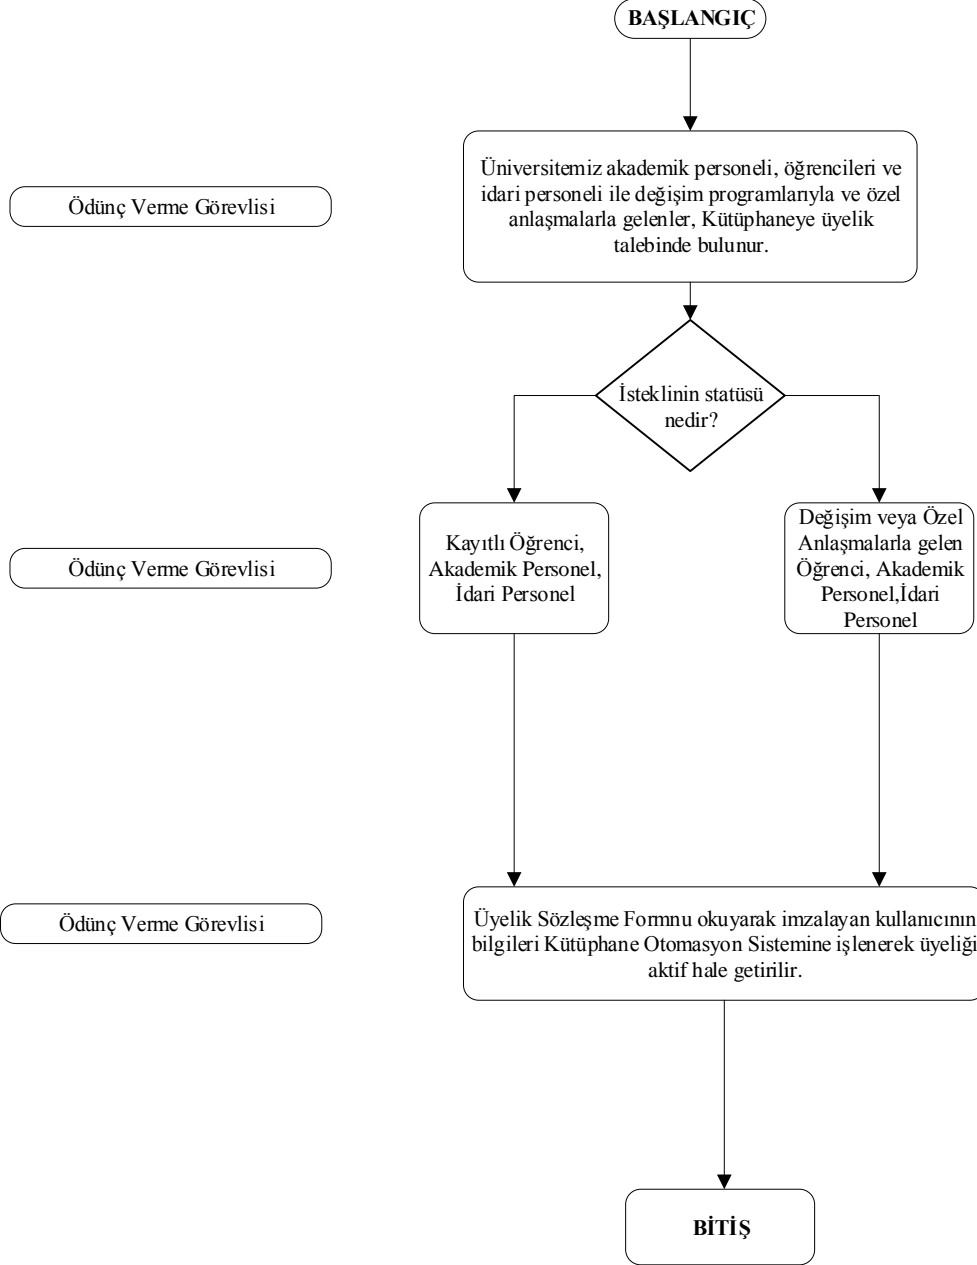 BAŞLANGIÇ
Ödünç Verme Görevlisi
Üniversitemiz akademik personeli, öğrencileri ve
idari personeli ile değişim programlarıyla ve özel
anlaşmalarla gelenler, Kütüphaneye üyelik
talebinde bulunur.
İsteklinin statüsü
nedir?
Ödünç Verme Görevlisi
Kayıtlı Öğrenci,
Akademik Personel,
İdari Personel
Değişim veya Özel
Anlaşmalarla gelen
Öğrenci, Akademik
Personel,İdari
Personel
Ödünç Verme Görevlisi
Üyelik Sözleşme Formnu okuyarak imzalayan kullanıcının
bilgileri Kütüphane Otomasyon Sistemine işlenerek üyeliği
aktif hale getirilir.
BİTİŞ